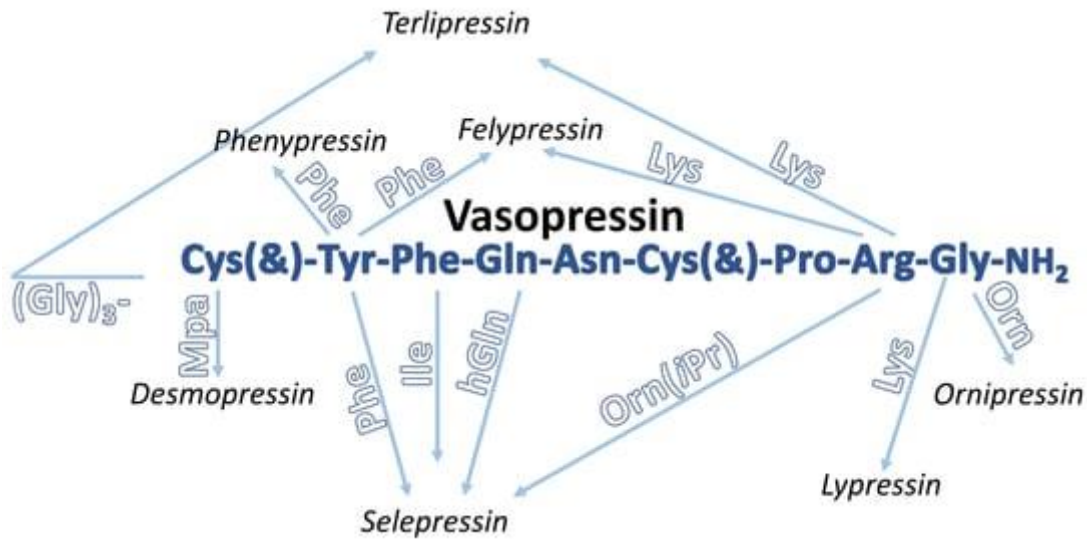 Terlipressin
Phenypressin
Felypressin
Phe
Phe
Lys
Lys
Vasopressin
Cys(&)-Tyr-Phe-Gln-Asn-Cys(&)-Pro-Arg-Gly-NH₂
(Gly)₃-
Mpa
Phe
Ile
hGln
Orn(iPr)
Lys
Orn
Desmopressin
Ornipressin
Lypressin
Selepressin